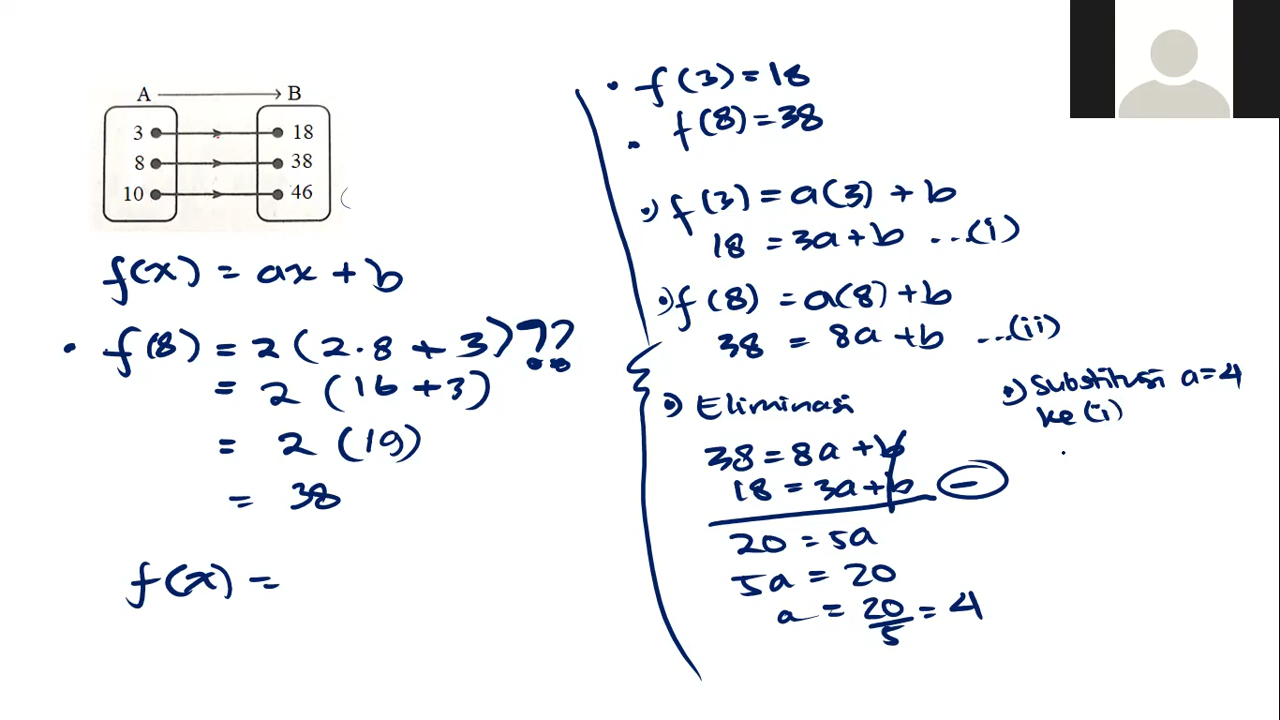 A B
3 18
8 38
10 46
f(x) = ax + b
• f(8) = 2(2·8 + 3)??
= 2 (16 + 3)
= 2 (19)
= 38
f(x) =
• f(3) = 18
• f(8) = 38
•) f(3) = a(3) + b
18 = 3a + b ...(i)
•) f(8) = a(8) + b
38 = 8a + b ...(ii)
•) Eliminasi
38 = 8a + b
18 = 3a + b −
20 = 5a
5a = 20
a = 20/5 = 4
•) Substitusi a = 4
ke (i)